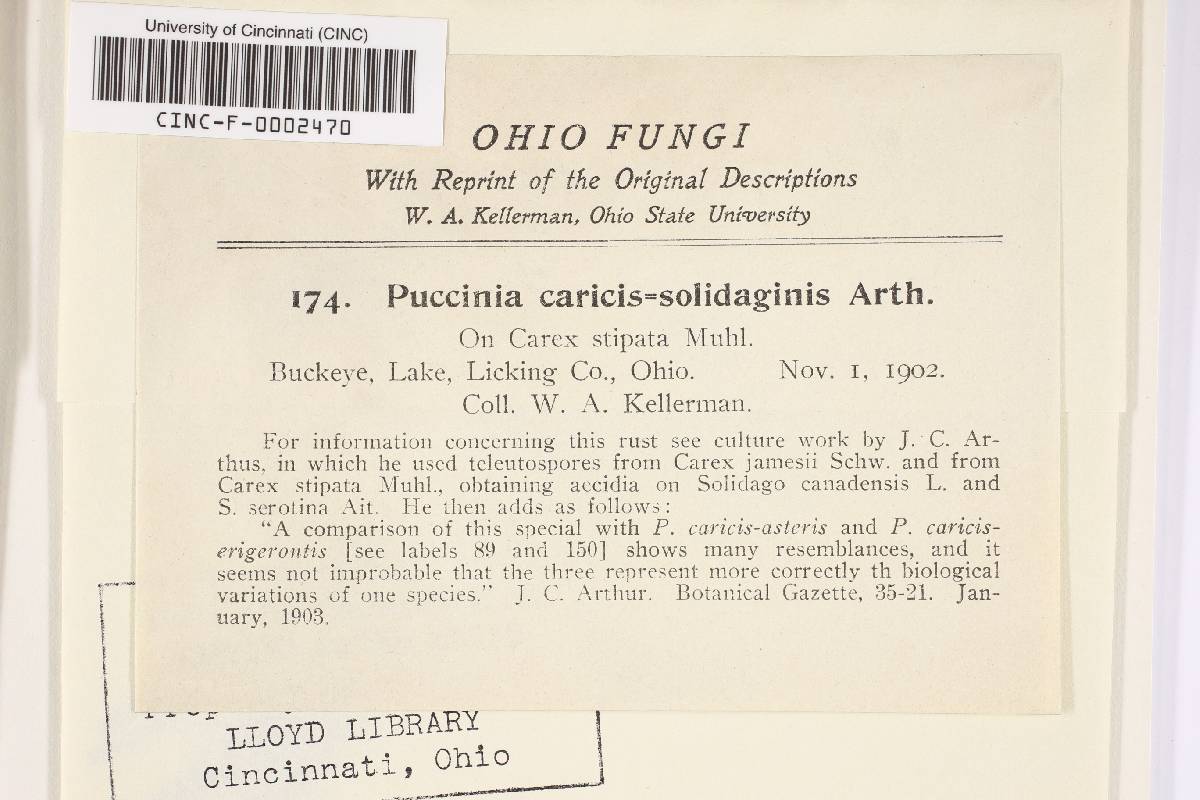 University of Cincinnati (CINC)
CINC-F-0002470
OHIO FUNGI
With Reprint of the Original Descriptions
W. A. Kellerman, Ohio State University
174. Puccinia caricis=solidaginis Arth.
On Carex stipata Muhl.
Buckeye, Lake, Licking Co., Ohio. Nov. 1, 1902.
Coll. W. A. Kellerman.
For information concerning this rust see culture work by J. C. Ar-
thus, in which he used teleutospores from Carex jamesii Schw. and from
Carex stipata Muhl., obtaining aecidia on Solidago canadensis L. and
S. serotina Ait. He then adds as follows:
"A comparison of this special with P. caricis-asteris and P. caricis-
erigerontis [see labels 89 and 150] shows many resemblances, and it
seems not improbable that the three represent more correctly th biological
variations of one species." J. C. Arthur. Botanical Gazette, 35-21. Jan-
uary, 1903.
LLOYD LIBRARY
Cincinnati, Ohio